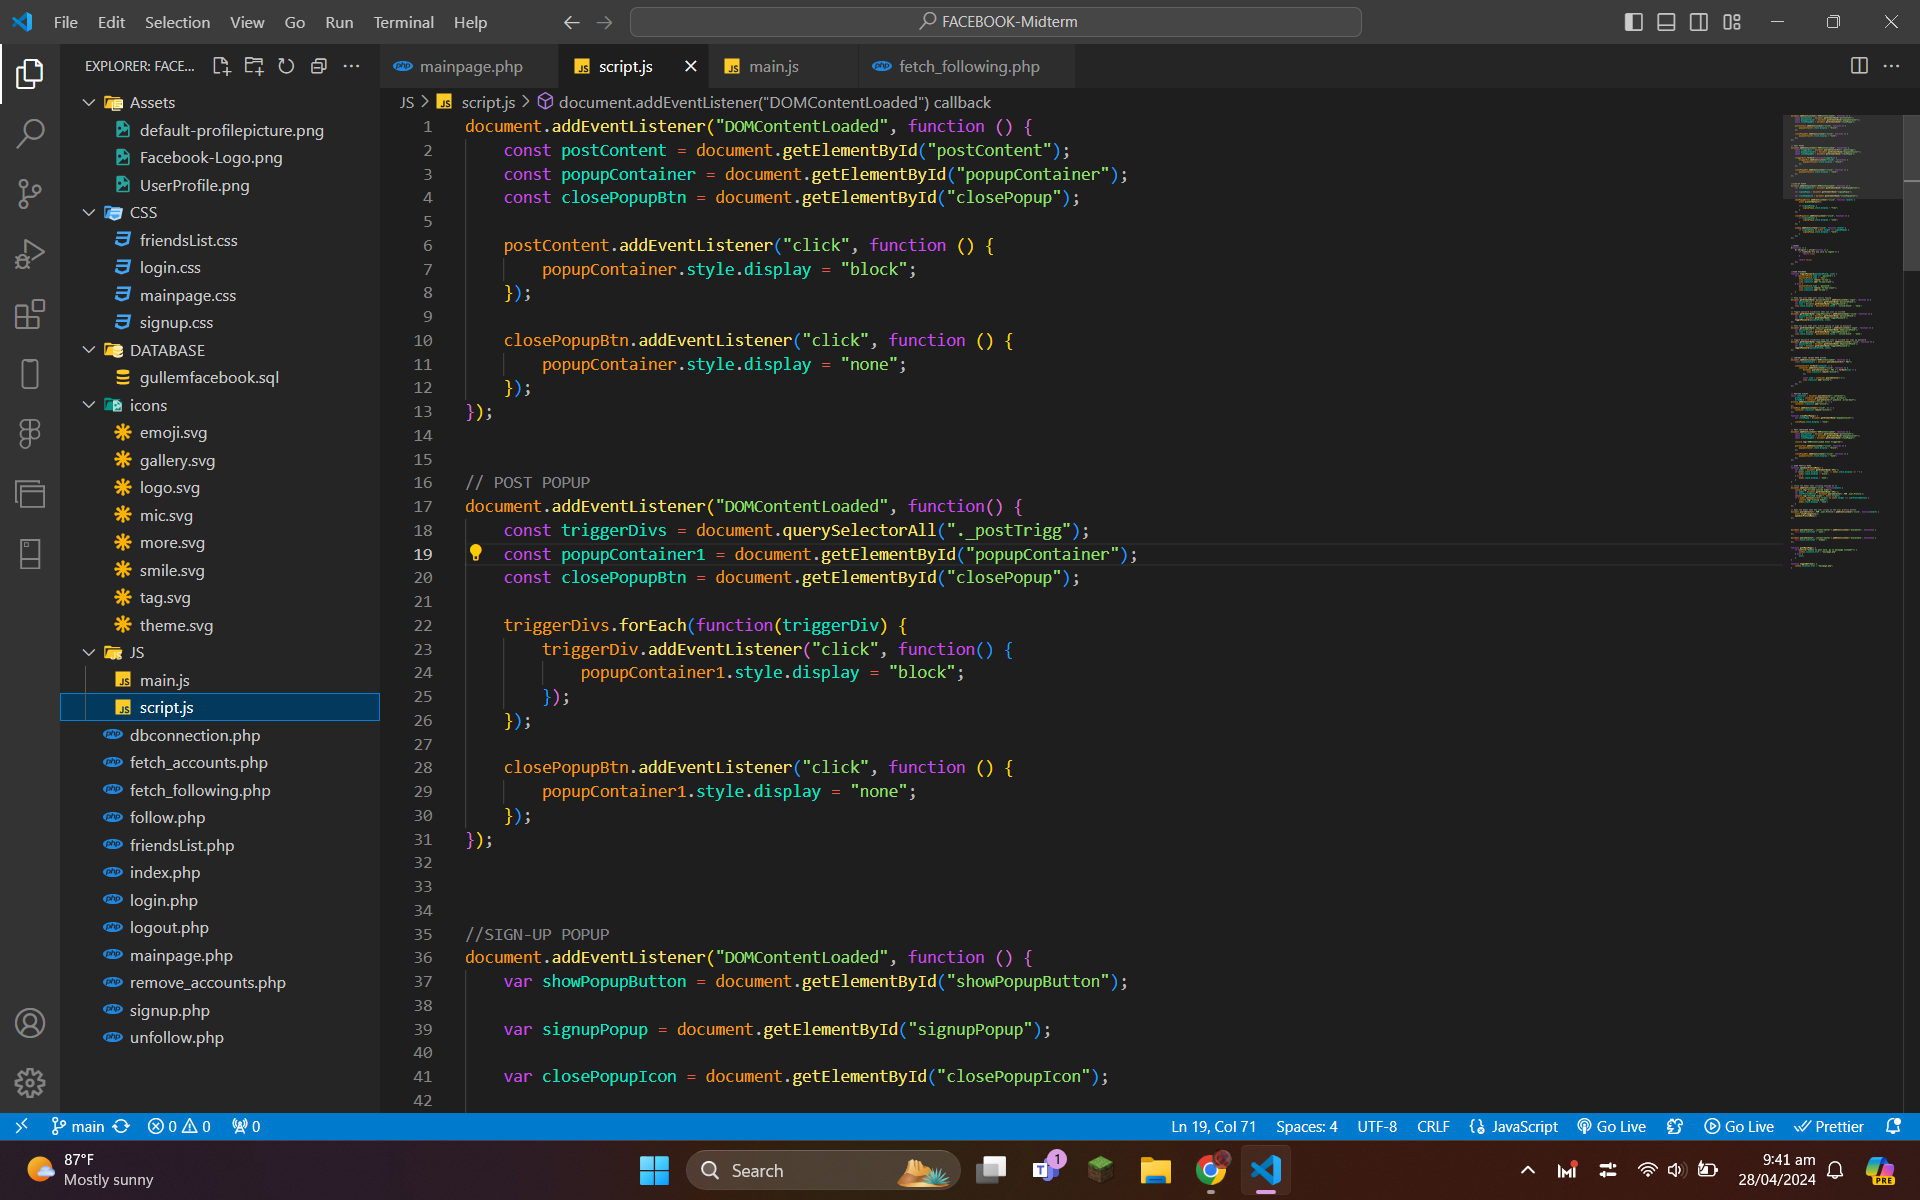 File Edit Selection View Go Run Terminal Help
FACEBOOK-Midterm
EXPLORER: FACE...
Assets
default-profilepicture.png
Facebook-Logo.png
UserProfile.png
CSS
friendsList.css
login.css
mainpage.css
signup.css
DATABASE
gullemfacebook.sql
icons
emoji.svg
gallery.svg
logo.svg
mic.svg
more.svg
smile.svg
tag.svg
theme.svg
JS
main.js
script.js
dbconnection.php
fetch_accounts.php
fetch_following.php
follow.php
friendsList.php
index.php
login.php
logout.php
mainpage.php
remove_accounts.php
signup.php
unfollow.php
mainpage.php script.js main.js fetch_following.php
JS > script.js > document.addEventListener("DOMContentLoaded") callback
1 document.addEventListener("DOMContentLoaded", function () {
2 const postContent = document.getElementById("postContent");
3 const popupContainer = document.getElementById("popupContainer");
4 const closePopupBtn = document.getElementById("closePopup");
5
6 postContent.addEventListener("click", function () {
7 popupContainer.style.display = "block";
8 });
9
10 closePopupBtn.addEventListener("click", function () {
11 popupContainer.style.display = "none";
12 });
13 });
14
15
16 // POST POPUP
17 document.addEventListener("DOMContentLoaded", function() {
18 const triggerDivs = document.querySelectorAll("._postTrigg");
19 const popupContainer1 = document.getElementById("popupContainer");
20 const closePopupBtn = document.getElementById("closePopup");
21
22 triggerDivs.forEach(function(triggerDiv) {
23 triggerDiv.addEventListener("click", function() {
24 popupContainer1.style.display = "block";
25 });
26 });
27
28 closePopupBtn.addEventListener("click", function () {
29 popupContainer1.style.display = "none";
30 });
31 });
32
33
34
35 //SIGN-UP POPUP
36 document.addEventListener("DOMContentLoaded", function () {
37 var showPopupButton = document.getElementById("showPopupButton");
38
39 var signupPopup = document.getElementById("signupPopup");
40
41 var closePopupIcon = document.getElementById("closePopupIcon");
42
main 0 0 0
Ln 19, Col 71 Spaces: 4 UTF-8 CRLF JavaScript Go Live Go Live Prettier
87°F
Mostly sunny
Search
1
9:41 am
28/04/2024
PRE